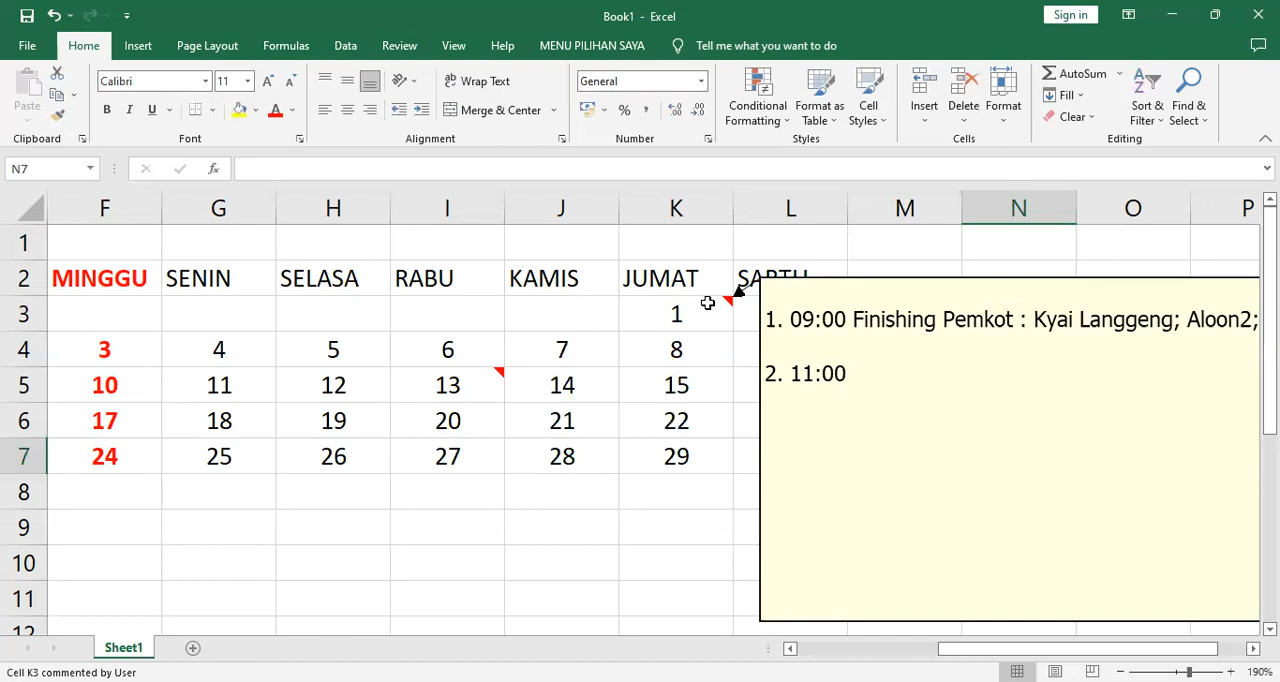 Book1 - Excel
Sign in
File Home Insert Page Layout Formulas Data Review View Help MENU PILIHAN SAYA Tell me what you want to do
Paste
Calibri 11
B I U
A A A
Wrap Text
Merge & Center
General
%
Conditional Formatting
Format as Table
Cell Styles
Insert Delete Format
AutoSum
Fill
Clear
Sort & Filter
Find & Select
Clipboard Font Alignment Number Styles Cells Editing
N7 fx
F G H I J K L M N O P
1
2 MINGGU SENIN SELASA RABU KAMIS JUMAT
3 1
4 3 4 5 6 7 8
5 10 11 12 13 14 15
6 17 18 19 20 21 22
7 24 25 26 27 28 29
8
9
10
11
12
1. 09:00 Finishing Pemkot : Kyai Langgeng; Aloon2;
2. 11:00
Sheet1
Cell K3 commented by User
190%